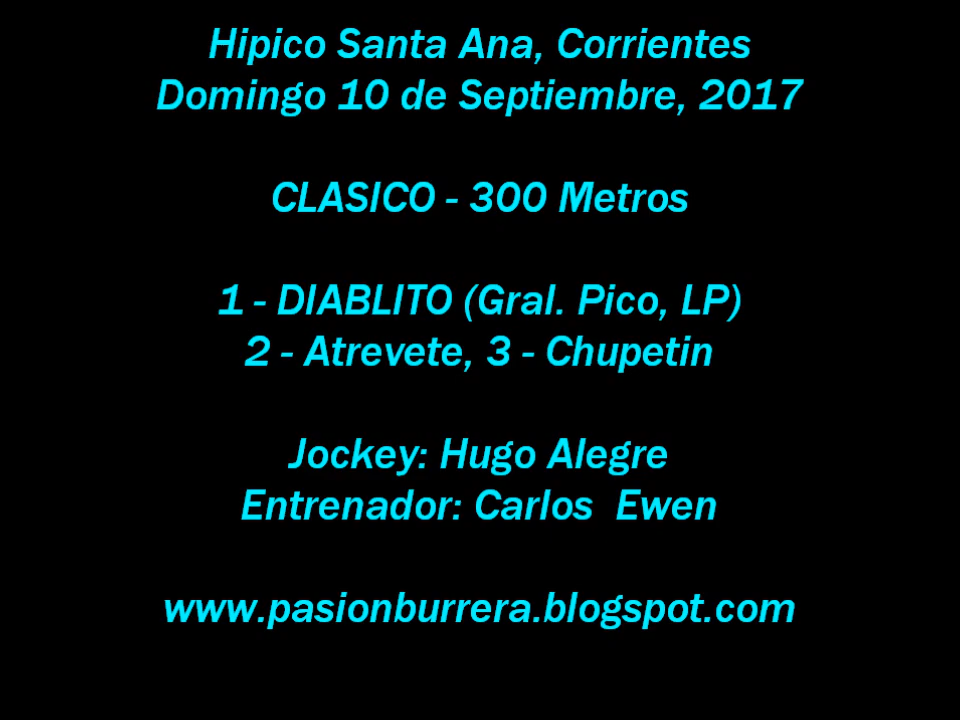 Hipico Santa Ana, Corrientes
Domingo 10 de Septiembre, 2017
CLASICO - 300 Metros
1 - DIABLITO (Gral. Pico, LP)
2 - Atrevete, 3 - Chupetin
Jockey: Hugo Alegre
Entrenador: Carlos  Ewen
www.pasionburrera.blogspot.com